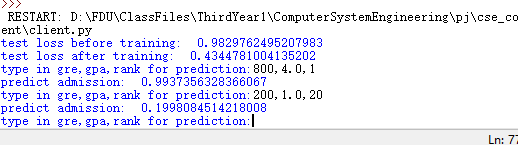 >>>
RESTART: D:\FDU\ClassFiles\ThirdYear1\ComputerSystemEngineering\pj\cse_co
ent\client.py
test loss before training:  0.9829762495207983
test loss after training:  0.4344781004135202
type in gre,gpa,rank for prediction:800,4.0,1
predict admission:  0.9937356328366067
type in gre,gpa,rank for prediction:200,1.0,20
predict admission:  0.1998084514218008
type in gre,gpa,rank for prediction:
Ln: 77